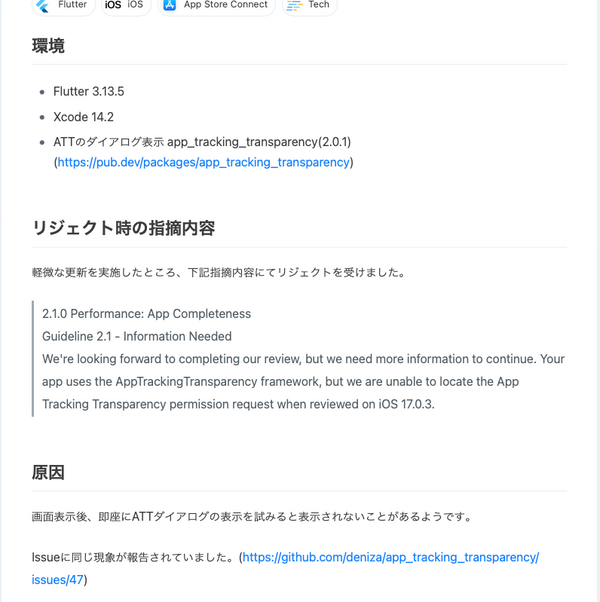 Flutter iOS iOS App Store Connect Tech
環境
Flutter 3.13.5
Xcode 14.2
ATTのダイアログ表示 app_tracking_transparency(2.0.1)
(https://pub.dev/packages/app_tracking_transparency)
リジェクト時の指摘内容
軽微な更新を実施したところ、下記指摘内容にてリジェクトを受けました。
2.1.0 Performance: App Completeness
Guideline 2.1 - Information Needed
We're looking forward to completing our review, but we need more information to continue. Your
app uses the AppTrackingTransparency framework, but we are unable to locate the App
Tracking Transparency permission request when reviewed on iOS 17.0.3.
原因
画面表示後、即座にATTダイアログの表示を試みると表示されないことがあるようです。
Issueに同じ現象が報告されていました。(https://github.com/deniza/app_tracking_transparency/
issues/47)